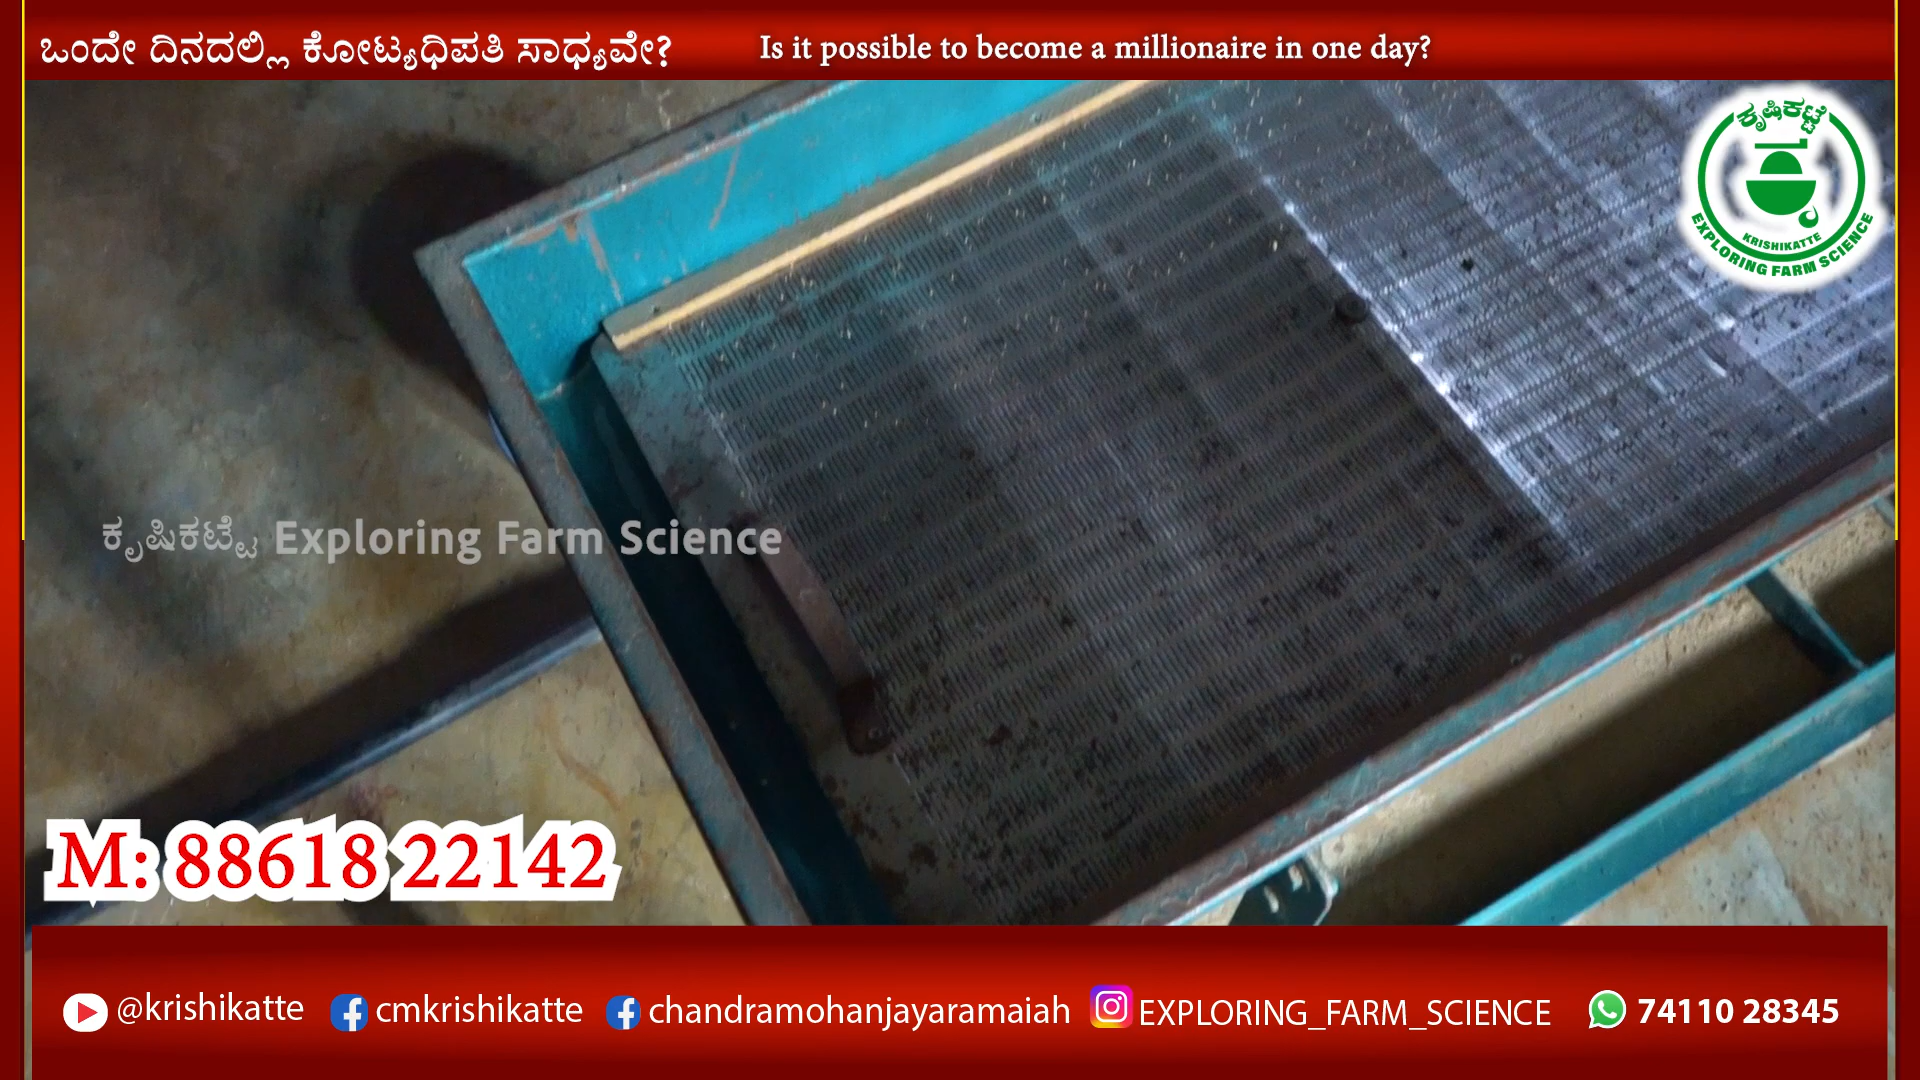 ಒಂದೇ ದಿನದಲ್ಲಿ ಕೋಟ್ಯಧಿಪತಿ ಸಾಧ್ಯವೇ?
Is it possible to become a millionaire in one day?
ಕೃಷಿಕಟ್ಟೆ
KRISHIKATTE
EXPLORING FARM SCIENCE
ಕೃಷಿಕಟ್ಟೆ Exploring Farm Science
M: 88618 22142
@krishikatte
cmkrishikatte
chandramohanjayaramaiah
EXPLORING_FARM_SCIENCE
74110 28345